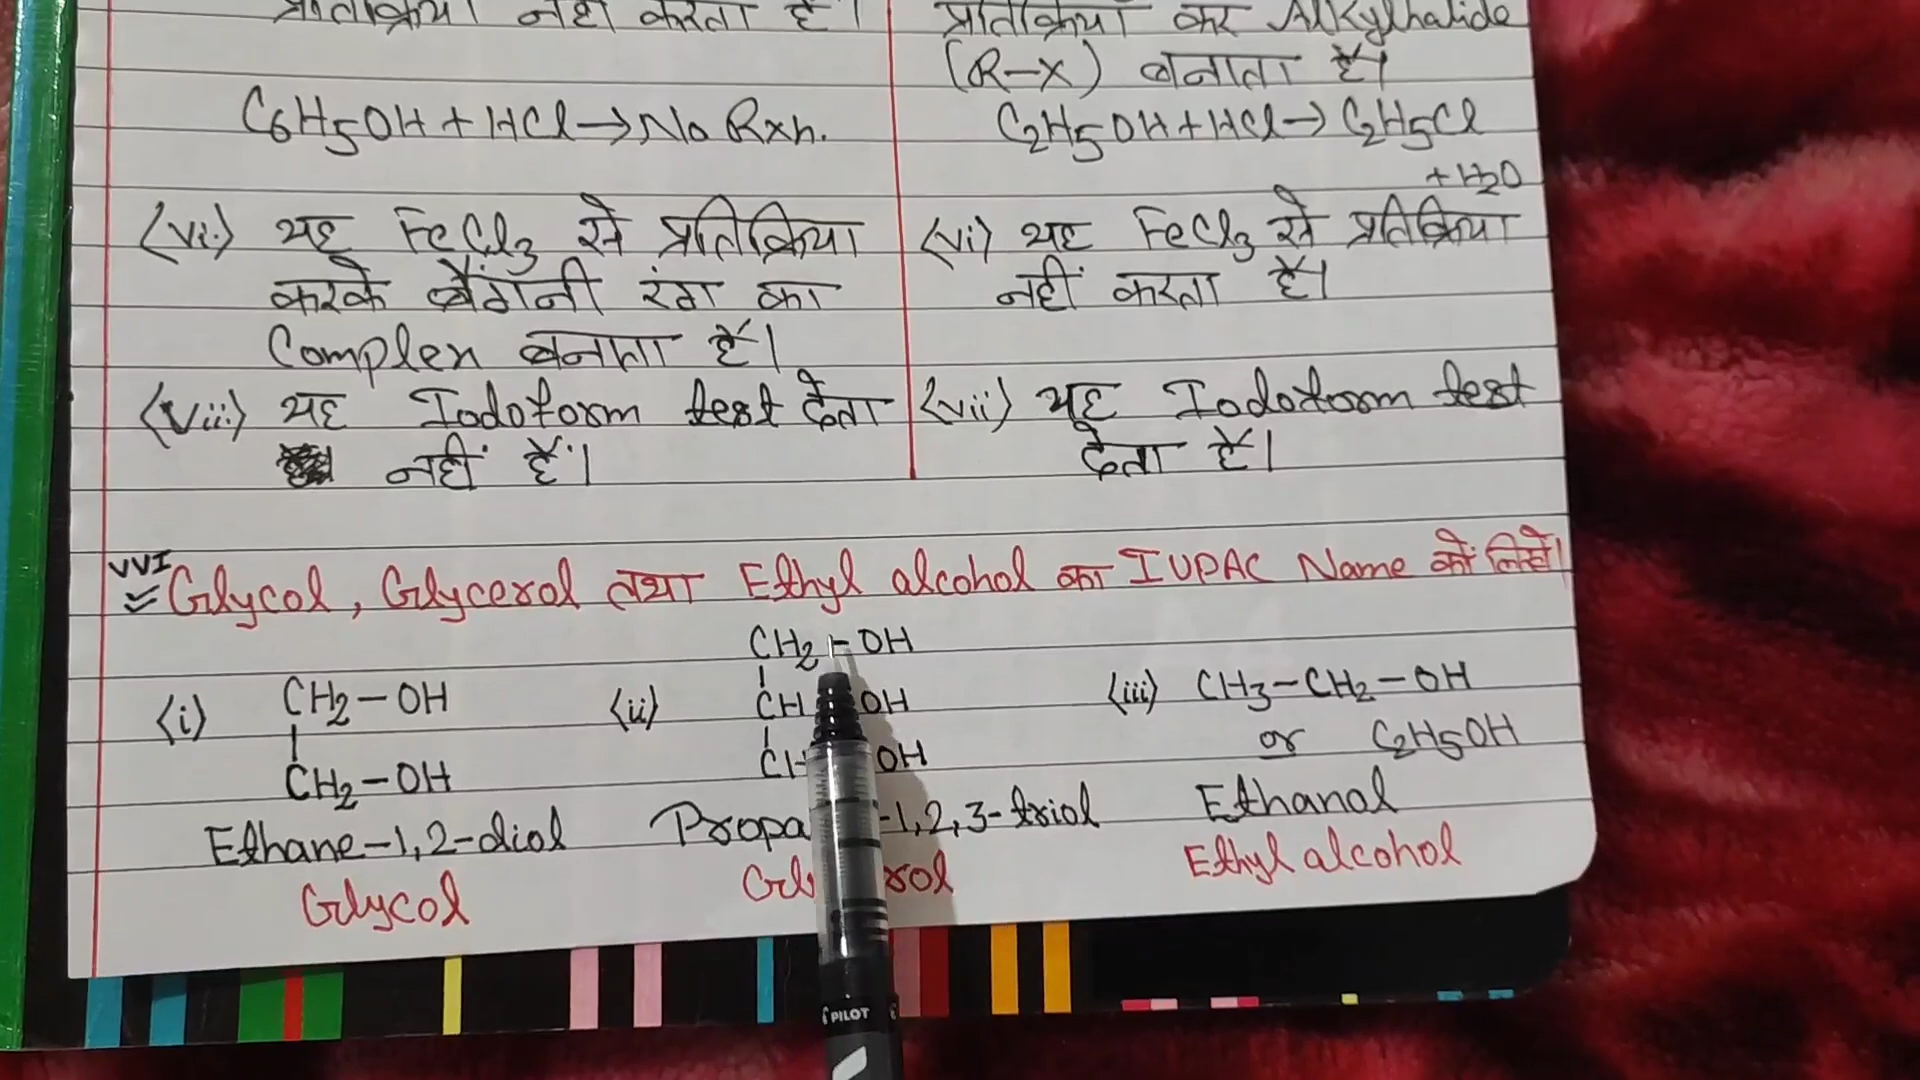 प्रतिक्रिया नहीं करता है।
C6H5OH + HCl → No Rxn.
(vi) यह FeCl3 से प्रतिक्रिया
करके बैंगनी रंग का
Complex बनाता हैं।
(vii) यह Iodoform test देता
नहीं हैं।
प्रतिक्रिया कर Alkylhalide
(R-X) बनाता हैं।
C2H5OH + HCl → C2H5Cl
+ H2O
(vi) यह FeCl3 से प्रतिक्रिया
नहीं करता हैं।
(vii) यह Iodoform test
देता हैं।
VVI
Glycol, Glycerol तथा Ethyl alcohol का IUPAC Name को लिखें।
(i) CH2-OH
CH2-OH
Ethane-1,2-diol
Glycol
(ii) CH2-OH
CH OH
OH
-1,2,3-triol
(iii) CH3-CH2-OH
or C2H5OH
Ethanol
Ethyl alcohol
PILOT